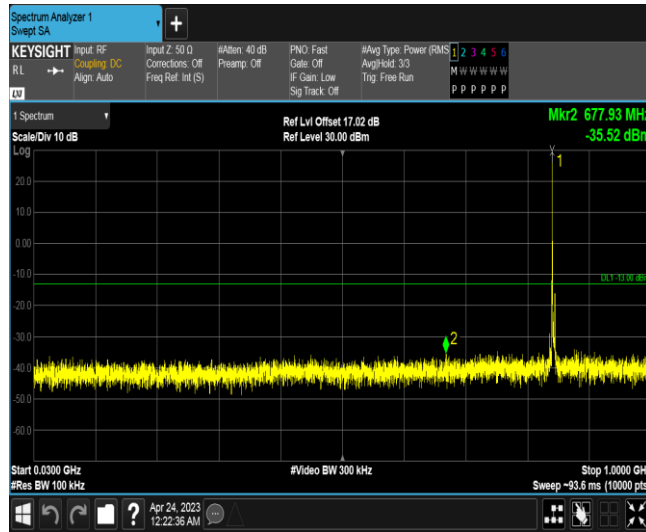 Spectrum Analyzer 1
Swept SA
KEYSIGHT
RL
LXI
Input: RF
Coupling: DC
Align: Auto
Input Z: 50 Ω
Corrections: Off
Freq Ref: Int (S)
#Atten: 40 dB
Preamp: Off
PNO: Fast
Gate: Off
IF Gain: Low
Sig Track: Off
#Avg Type: Power (RMS
Avg|Hold: 3/3
Trig: Free Run
1 2 3 4 5 6
M W W W W W
P P P P P P
1 Spectrum
Scale/Div 10 dB
Ref Lvl Offset 17.02 dB
Ref Level 30.00 dBm
Mkr2 677.93 MHz
-35.52 dBm
Log
20.0
10.0
0.00
-10.0
-20.0
-30.0
-40.0
-50.0
-60.0
1
2
DL1 -13.00 dBm
Start 0.0300 GHz
#Res BW 100 kHz
#Video BW 300 kHz
Stop 1.0000 GH
Sweep ~93.6 ms (10000 pts
Apr 24, 2023
12:22:36 AM